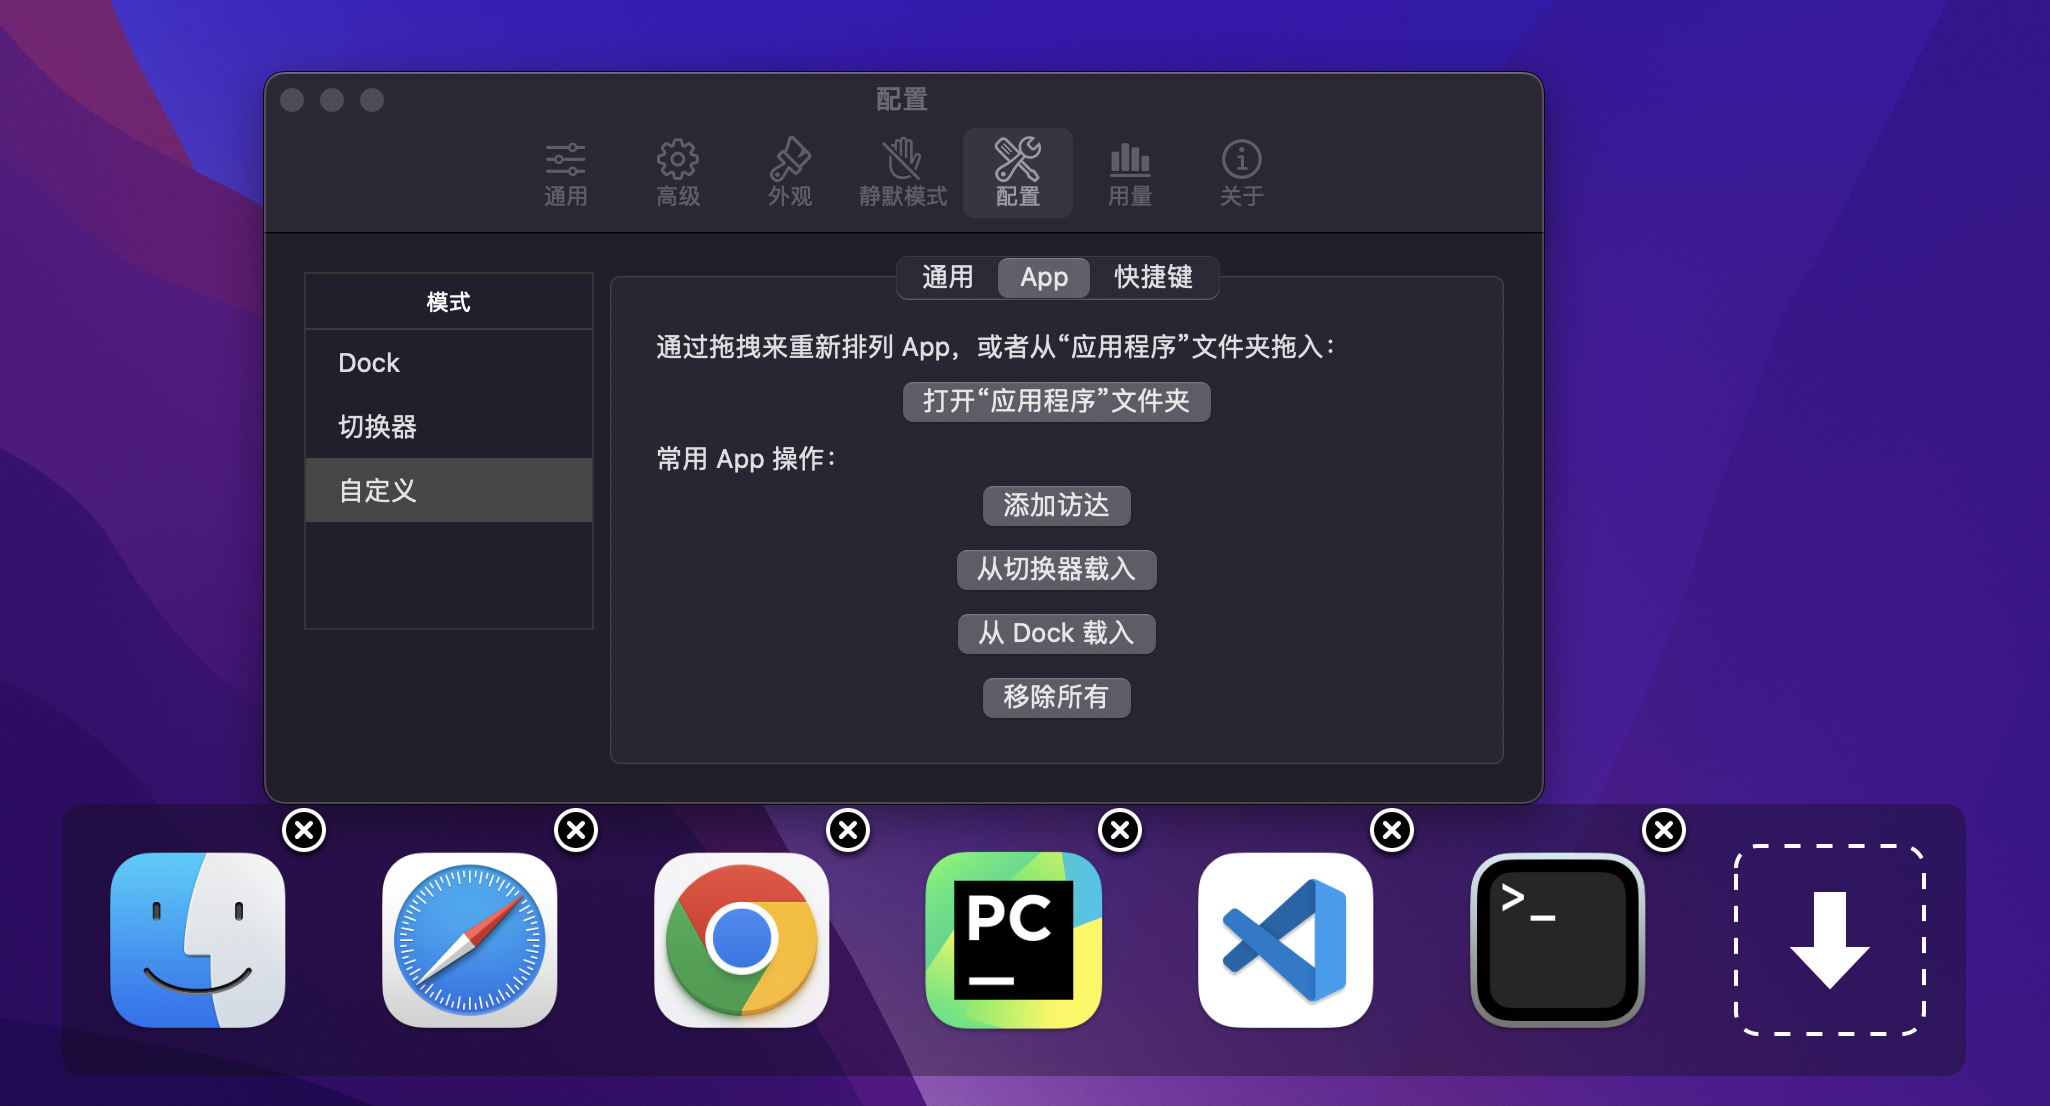 配置
通用
高级
外观
静默模式
配置
用量
关于
模式
Dock
切换器
自定义
通用
App
快捷键
通过拖拽来重新排列 App，或者从“应用程序”文件夹拖入：
打开“应用程序”文件夹
常用 App 操作：
添加访达
从切换器载入
从 Dock 载入
移除所有
PC
>_